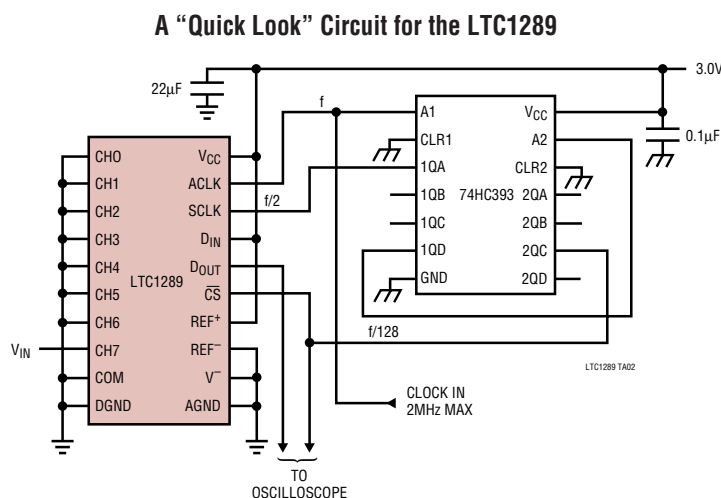 A “Quick Look” Circuit for the LTC1289
3.0V
22µF
f
A1
VCC
0.1µF
CLR1
A2
CHO
VCC
CH1
ACLK
1QA
CLR2
CH2
SCLK
f/2
1QB
74HC393
2QA
CH3
DIN
1QC
2QB
CH4
DOUT
1QD
2QC
LTC1289
CH5
CS
GND
2QD
CH6
REF+
f/128
VIN
CH7
REF–
LTC1289 TA02
COM
V–
CLOCK IN
2MHz MAX
DGND
AGND
TO
OSCILLOSCOPE